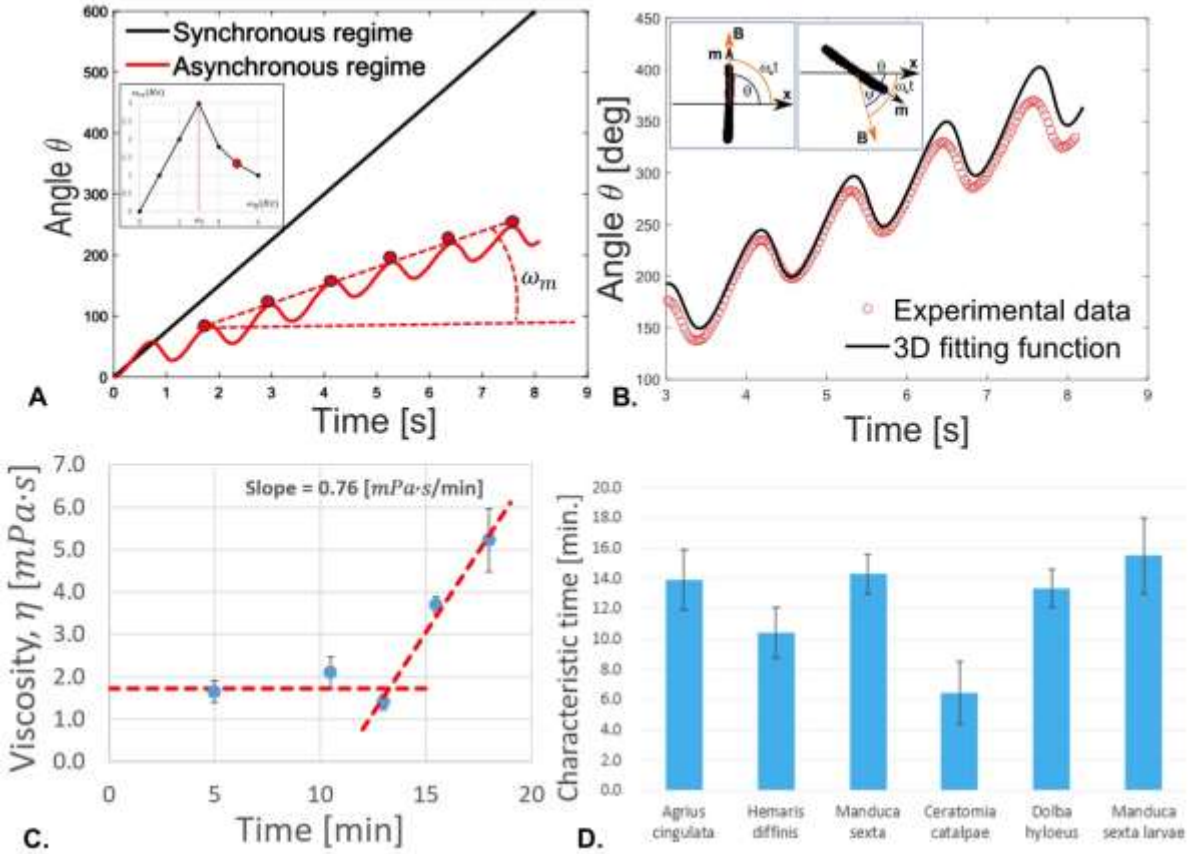 600
500
400
300
200
100
0
Angle θ
Synchronous regime
Asynchronous regime
ω_m
0 1 2 3 4 5 6 7 8 9
A
Time [s]
450
400
350
300
250
200
150
100
Angle θ [deg]
B
m
ωt
θ
x
x
θ
ωt
m
B
Experimental data
3D fitting function
3 4 5 6 7 8 9
B.
Time [s]
7.0
6.0
5.0
4.0
3.0
2.0
1.0
0.0
Viscosity, η [mPa·s]
Slope = 0.76 [mPa·s/min]
0 5 10 15 20
C.
Time [min]
20.0
18.0
16.0
14.0
12.0
10.0
8.0
6.0
4.0
2.0
0.0
Characteristic time [min.]
Agrius cingulata
Hemaris diffinis
Manduca sexta
Ceratomia catalpae
Dolba hyloeus
Manduca sexta larvae
D.